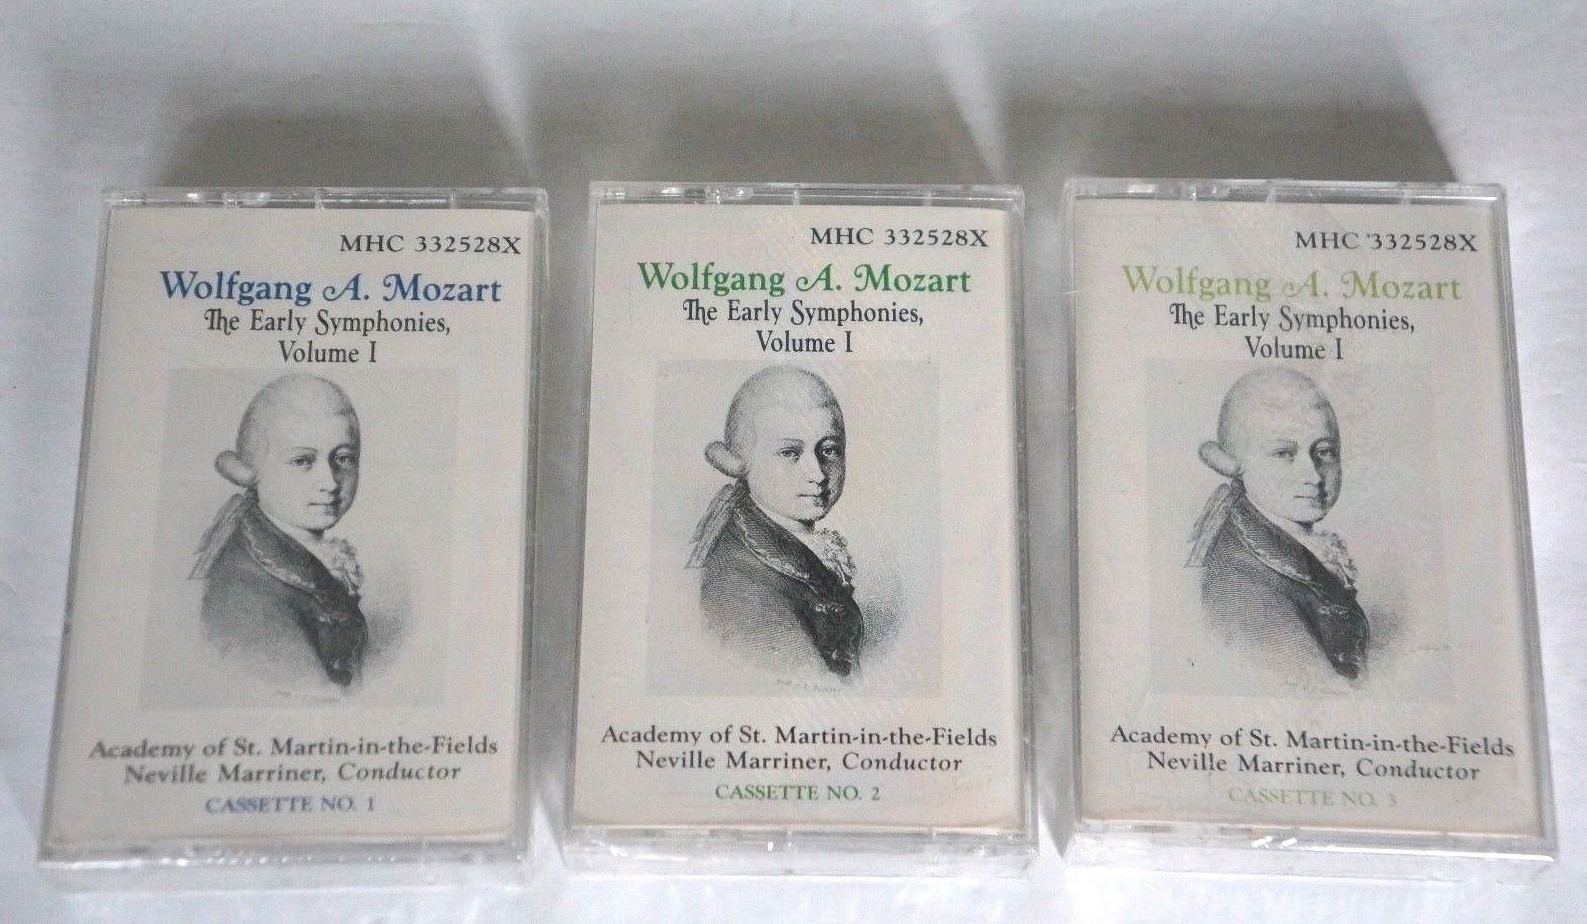 MHC 332528X
Wolfgang A. Mozart
The Early Symphonies,
Volume I
Academy of St. Martin-in-the-Fields
Neville Marriner, Conductor
CASSETTE NO. 1
MHC 332528X
Wolfgang A. Mozart
The Early Symphonies,
Volume I
Academy of St. Martin-in-the-Fields
Neville Marriner, Conductor
CASSETTE NO. 2
MHC 332528X
Wolfgang A. Mozart
The Early Symphonies,
Volume I
Academy of St. Martin-in-the-Fields
Neville Marriner, Conductor
CASSETTE NO. 3